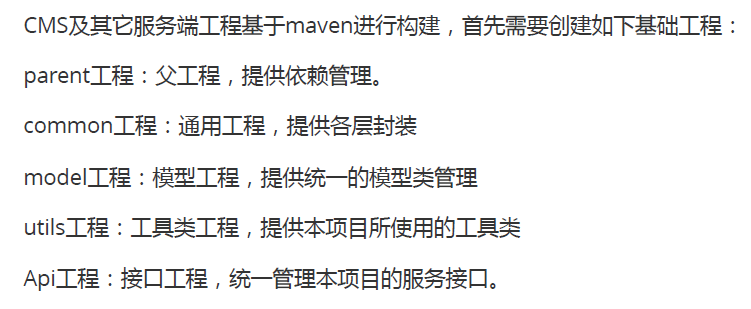 CMS及其它服务端工程基于maven进行构建，首先需要创建如下基础工程：
parent工程：父工程，提供依赖管理。
common工程：通用工程，提供各层封装
model工程：模型工程，提供统一的模型类管理
utils工程：工具类工程，提供本项目所使用的工具类
Api工程：接口工程，统一管理本项目的服务接口。